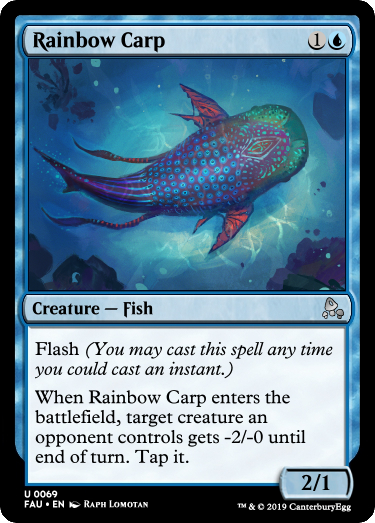 Rainbow Carp 1
Creature — Fish
Flash (You may cast this spell any time
you could cast an instant.)
When Rainbow Carp enters the
battlefield, target creature an
opponent controls gets -2/-0 until
end of turn. Tap it.
2/1
U 0069
FAU • EN Raph Lomotan
™ & © 2019 CanterburyEgg